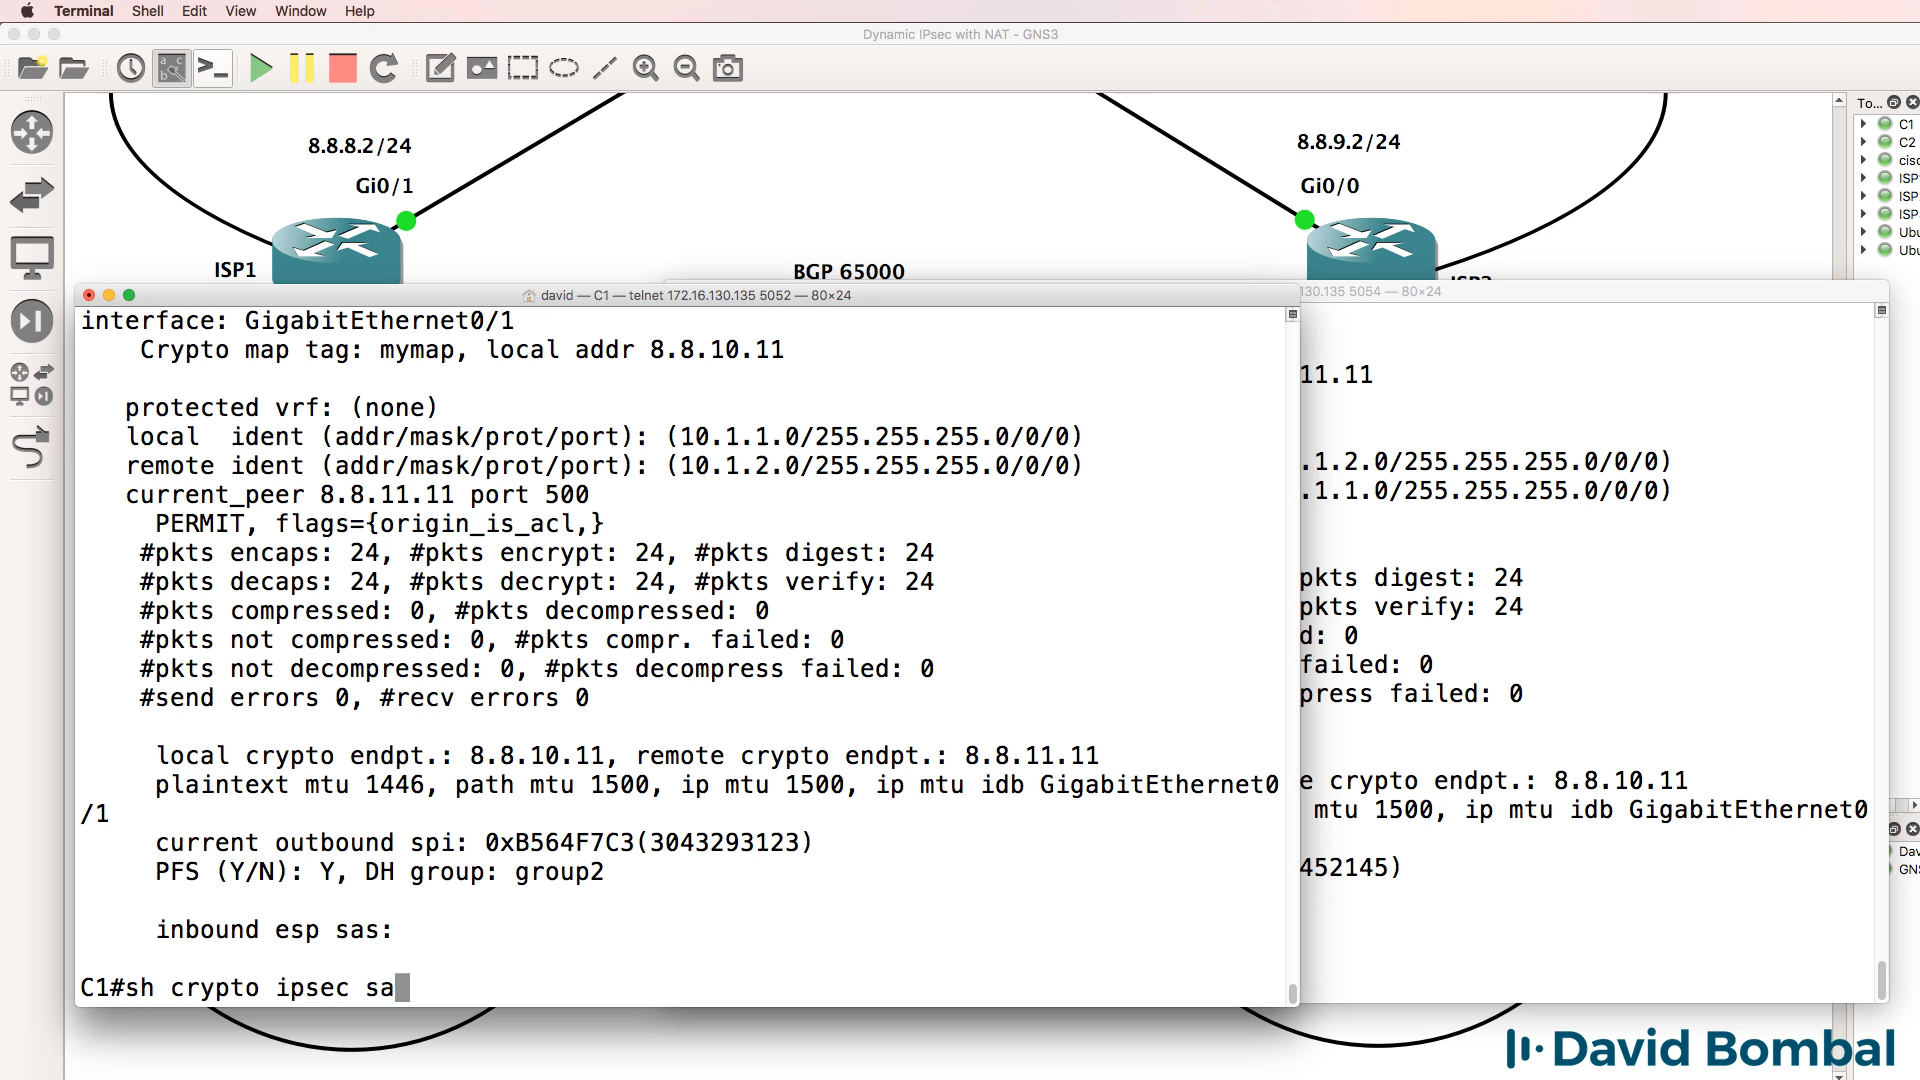 Terminal Shell Edit View Window Help
Dynamic IPsec with NAT - GNS3
8.8.8.2/24
Gi0/1
ISP1
BGP 65000
8.8.9.2/24
Gi0/0
To...
C1
C2
cisc
ISP
ISP
ISP
Ubu
Ubu
david — C1 — telnet 172.16.130.135 5052 — 80×24
interface: GigabitEthernet0/1
Crypto map tag: mymap, local addr 8.8.10.11
protected vrf: (none)
local ident (addr/mask/prot/port): (10.1.1.0/255.255.255.0/0/0)
remote ident (addr/mask/prot/port): (10.1.2.0/255.255.255.0/0/0)
current_peer 8.8.11.11 port 500
PERMIT, flags={origin_is_acl,}
#pkts encaps: 24, #pkts encrypt: 24, #pkts digest: 24
#pkts decaps: 24, #pkts decrypt: 24, #pkts verify: 24
#pkts compressed: 0, #pkts decompressed: 0
#pkts not compressed: 0, #pkts compr. failed: 0
#pkts not decompressed: 0, #pkts decompress failed: 0
#send errors 0, #recv errors 0
local crypto endpt.: 8.8.10.11, remote crypto endpt.: 8.8.11.11
plaintext mtu 1446, path mtu 1500, ip mtu 1500, ip mtu idb GigabitEthernet0
/1
current outbound spi: 0xB564F7C3(3043293123)
PFS (Y/N): Y, DH group: group2
inbound esp sas:
C1#sh crypto ipsec sa
130.135 5054 — 80×24
11.11
.1.2.0/255.255.255.0/0/0)
.1.1.0/255.255.255.0/0/0)
pkts digest: 24
pkts verify: 24
d: 0
failed: 0
press failed: 0
e crypto endpt.: 8.8.10.11
mtu 1500, ip mtu idb GigabitEthernet0
452145)
Dav
GNS
David Bombal